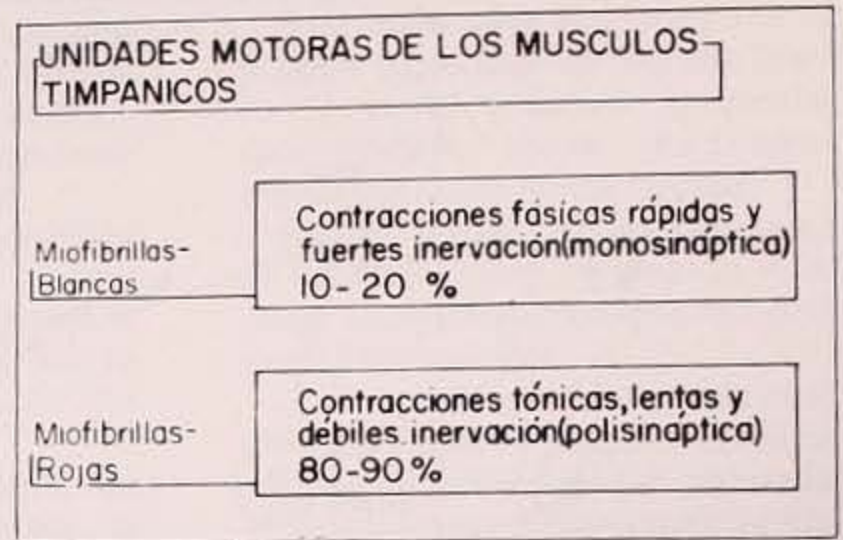 UNIDADES MOTORAS DE LOS MUSCULOS
TIMPANICOS
Miofibrillas-
Blancas
Contracciones fásicas rápidas y
fuertes inervación(monosináptica)
10-20 %
Miofibrillas-
Rojas
Contracciones tónicas,lentas y
débiles.inervación(polisináptica)
80-90%